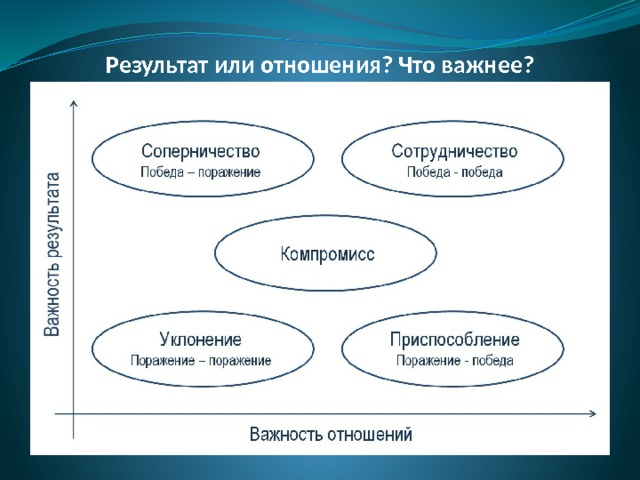 Результат или отношения? Что важнее?
Важность результата
Соперничество
Победа – поражение
Сотрудничество
Победа - победа
Компромисс
Уклонение
Поражение – поражение
Приспособление
Поражение - победа
Важность отношений